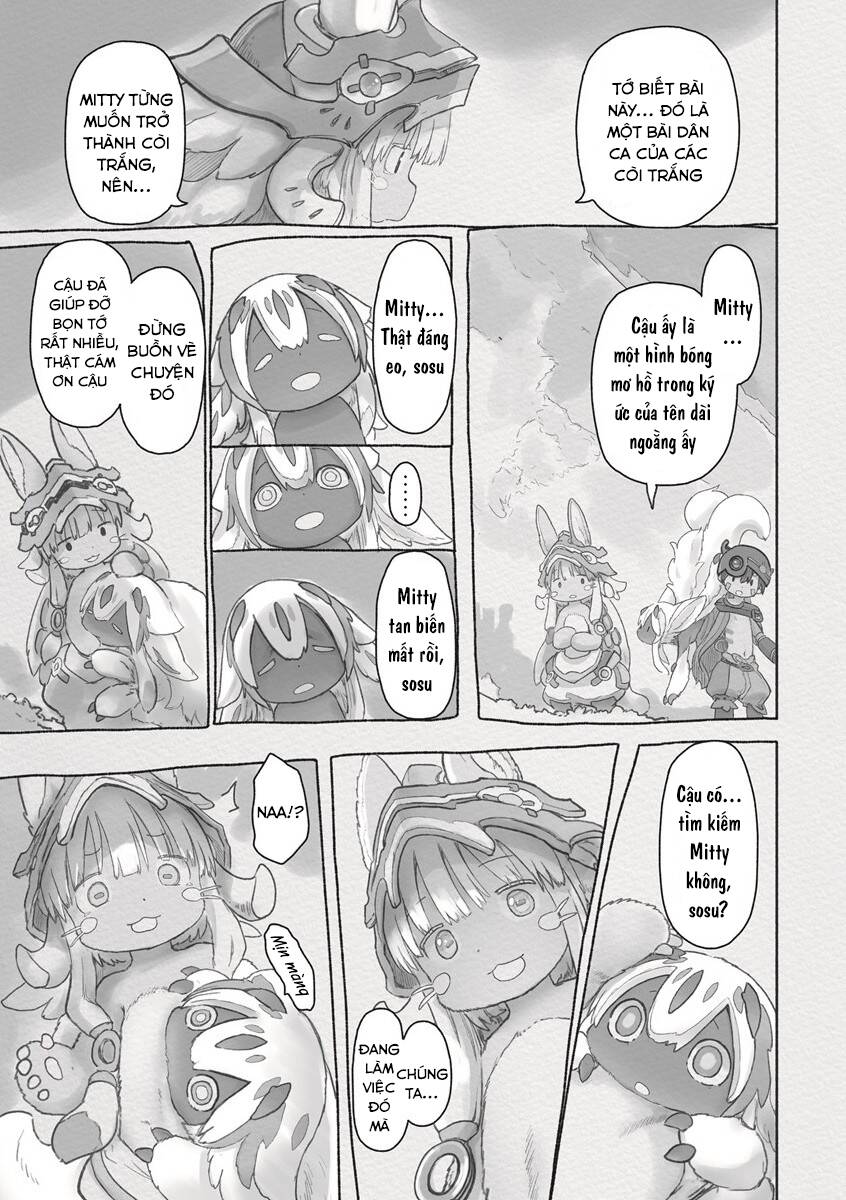 TỚ BIẾT BÀI
NÀY... ĐÓ LÀ
MỘT BÀI DÂN
CA CỦA CÁC
CÒI TRẮNG
MITTY TỪNG
MUỐN TRỞ
THÀNH CÒI
TRẮNG,
NÊN...
Mitty
...
Cậu ấy là
một hình bóng
mơ hồ trong ký
ức của tên dài
ngoằng ấy
Mitty...
Thật đáng
eo, sosu
......
Mitty
tan biến
mất rồi,
sosu
ĐỪNG
BUỒN VỀ
CHUYỆN
ĐÓ
CẬU ĐÃ
GIÚP ĐỠ
BỌN TỚ
RẤT NHIỀU,
THẬT CÁM
ƠN CẬU
Cậu có...
tìm kiếm
Mitty
không,
sosu?
CHÚNG
TA...
ĐANG
LÀM
VIỆC
ĐÓ
MÀ
NAA!?
Mịn màng